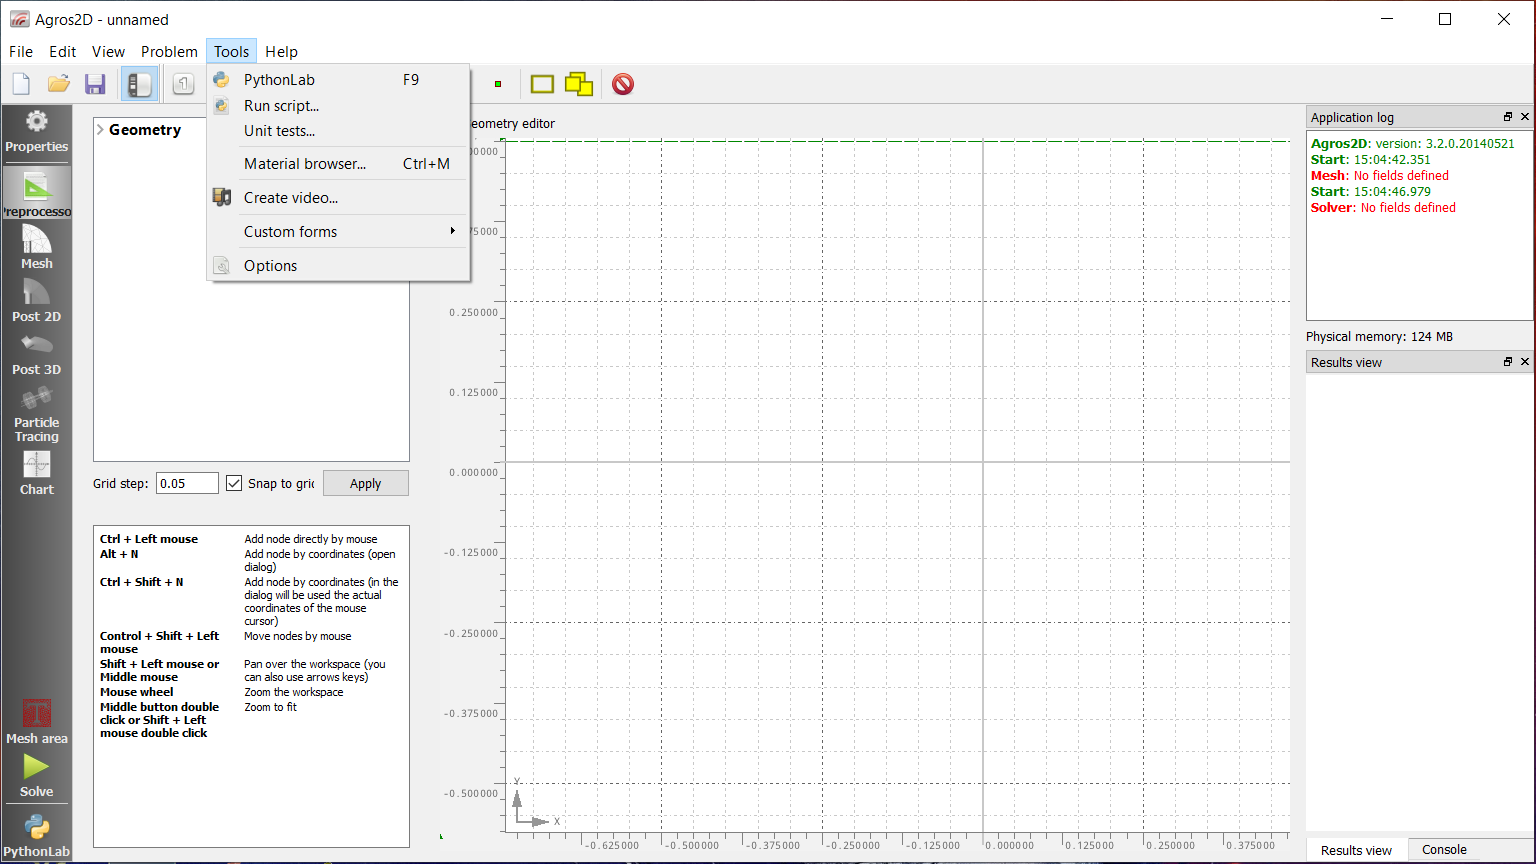 Agros2D - unnamed
File Edit View Problem Tools Help
PythonLab F9
Run script...
Unit tests...
Material browser... Ctrl+M
Create video...
Custom forms
Options
Properties
Preprocesso
Mesh
Post 2D
Post 3D
Particle
Tracing
Chart
Mesh area
Solve
PythonLab
Geometry
Grid step: 0.05 Snap to gric Apply
Ctrl + Left mouse Add node directly by mouse
Alt + N Add node by coordinates (open
dialog)
Ctrl + Shift + N Add node by coordinates (in the
dialog will be used the actual
coordinates of the mouse
cursor)
Control + Shift + Left Move nodes by mouse
mouse
Shift + Left mouse or Pan over the workspace (you
Middle mouse can also use arrows keys)
Mouse wheel Zoom the workspace
Middle button double Zoom to fit
click or Shift + Left
mouse double click
eometry editor
0.250000
0.125000
0.000000
-0.125000
-0.250000
-0.375000
-0.500000
Y
X
-0.625000 -0.500000 -0.375000 -0.250000 -0.125000 0.000000 0.125000 0.250000 0.375000
Application log
Agros2D: version: 3.2.0.20140521
Start: 15:04:42.351
Mesh: No fields defined
Start: 15:04:46.979
Solver: No fields defined
Physical memory: 124 MB
Results view
Results view Console